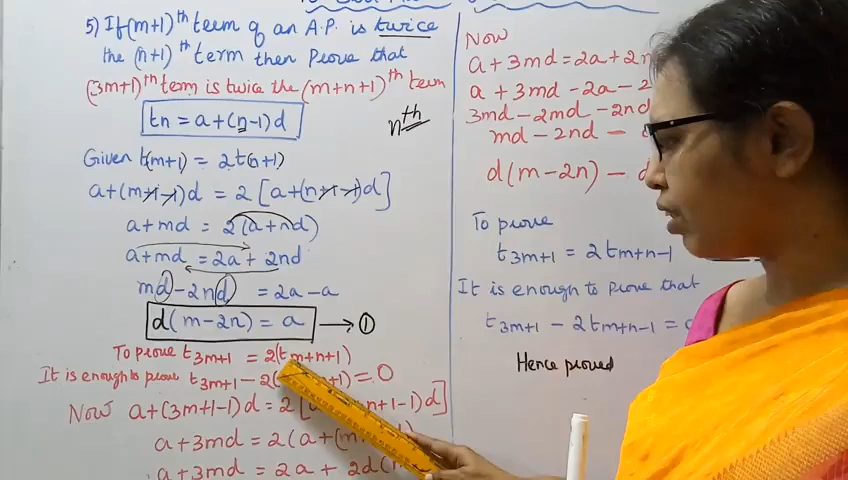 5) If (m+1)th teem of an A.P. is twice
the (n+1)th term then Prove that
(3m+1)th term is twice the (m+n+1)th term
tn = a+(n-1)d
nth
Given t(m+1) = 2t(n+1)
a+(m+1-1)d = 2[a+(n+1-1)d]
a+md = 2(a+nd)
a+md = 2a+2nd
md-2nd = 2a-a
d(m-2n) = a → ①
To prove t3m+1 = 2(tm+n+1)
It is enough to prove t3m+1 - 2( +1) = 0
Now a+(3m+1-1)d = 2[ n+1-1)d]
a+3md = 2(a+(m
a+3md = 2a + 2d(
Now
a+3md = 2a+2n
a+3md-2a-2
3md-2md-2nd
md-2nd-
d(m-2n)-
To prove
t3m+1 = 2tm+n-1
It is enough to prove that
t3m+1 - 2tm+n-1 =
Hence proved